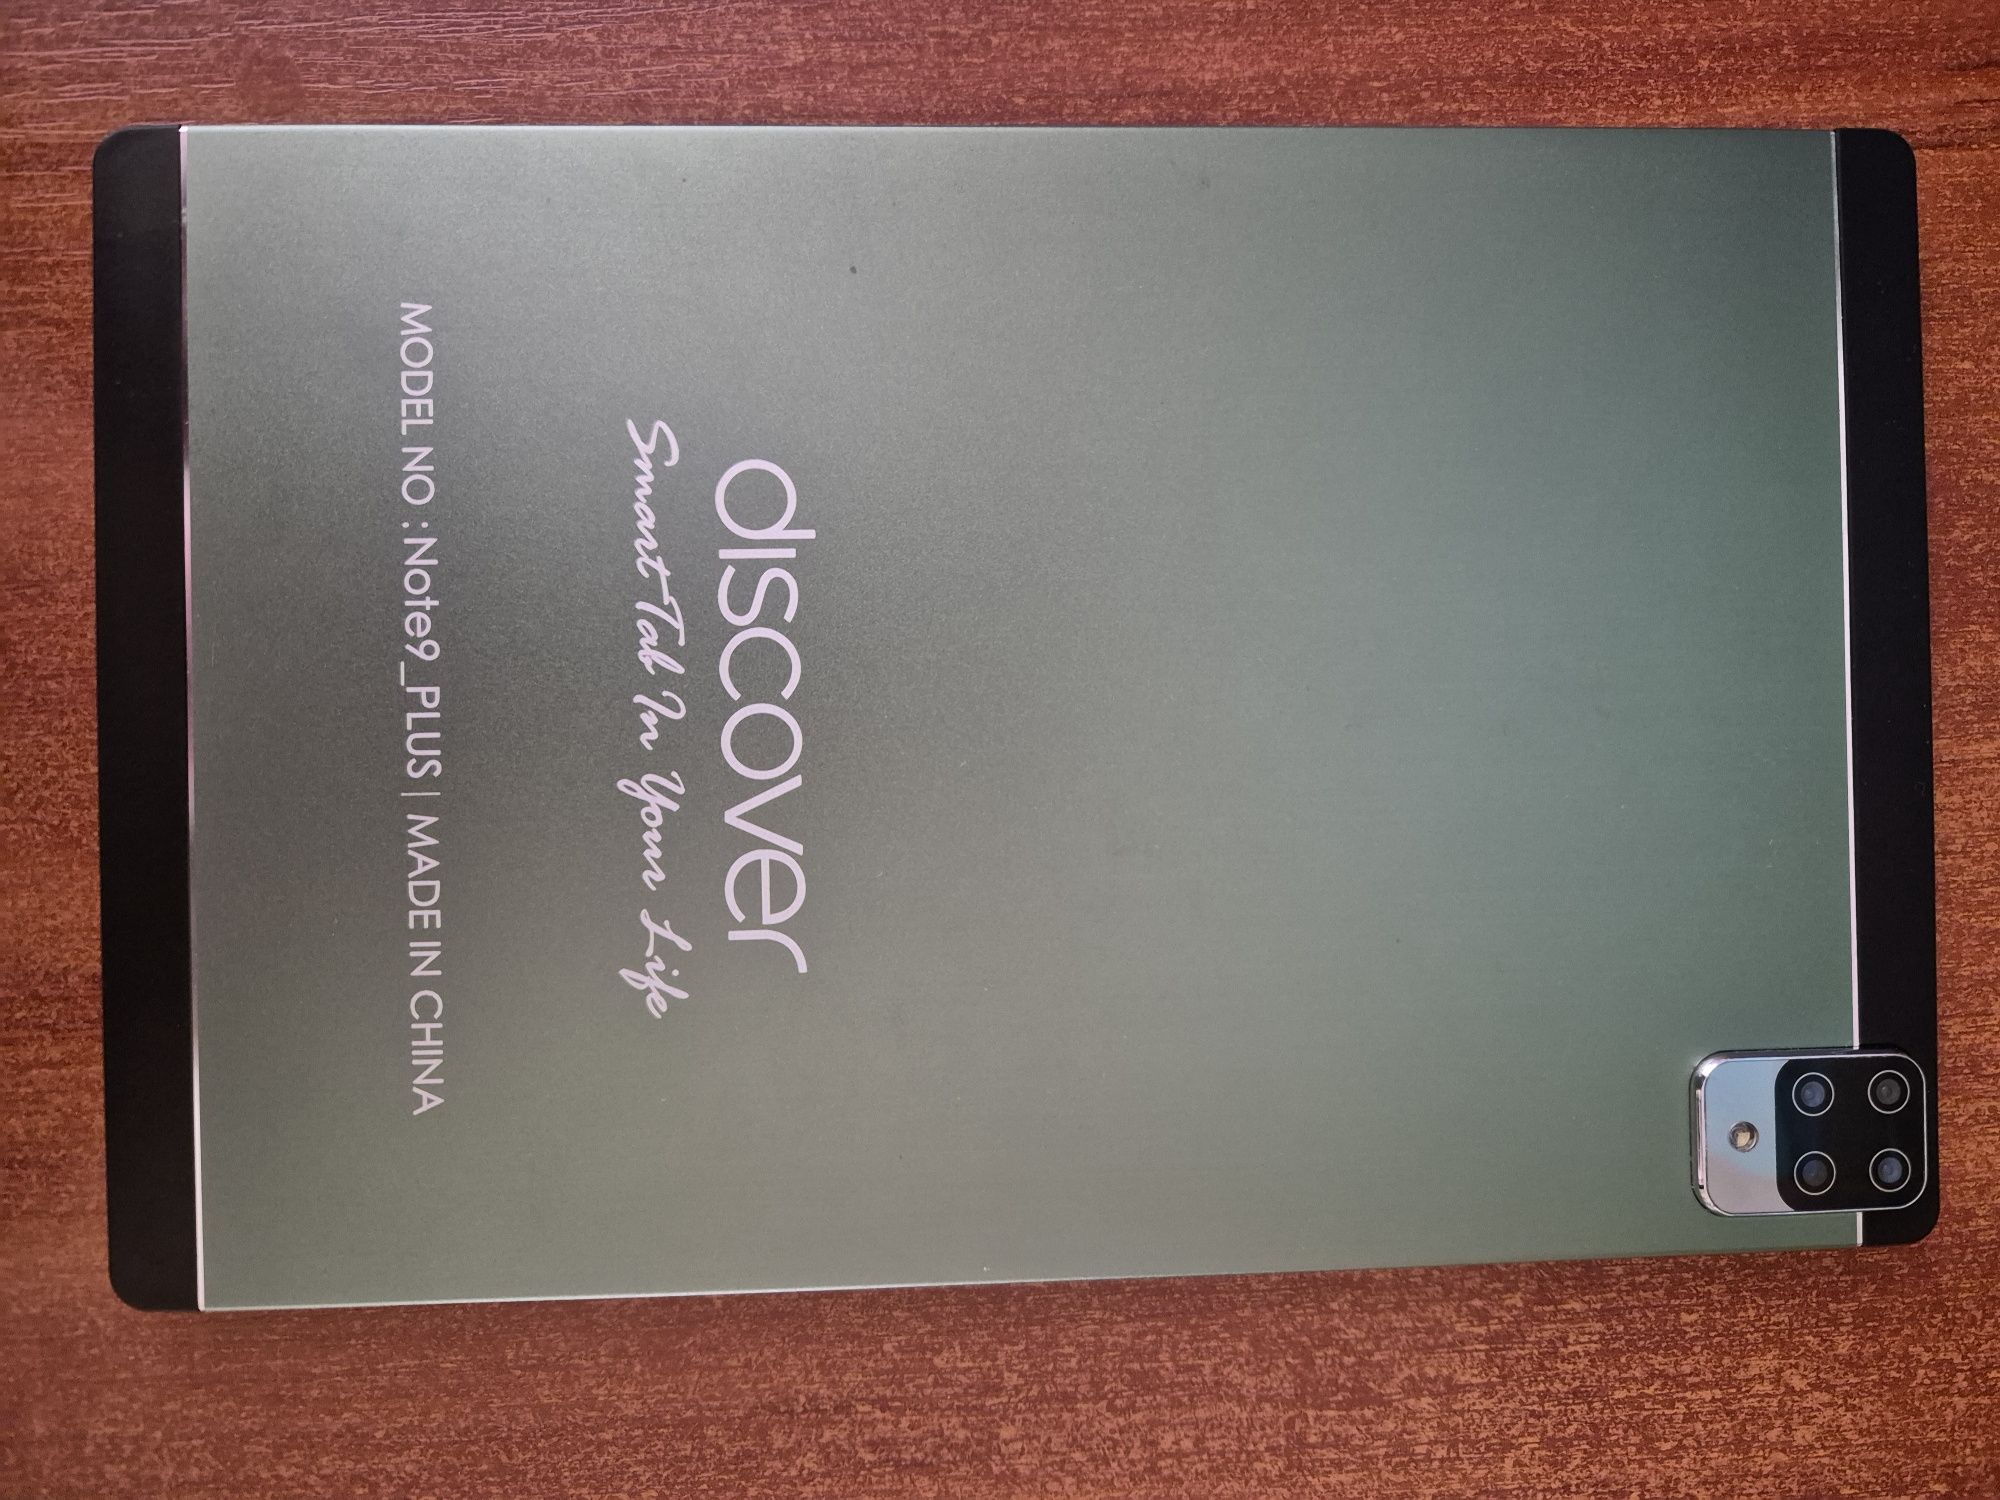 discover
Smart Tab In Your Life
MODEL NO : Note9_PLUS | MADE IN CHINA